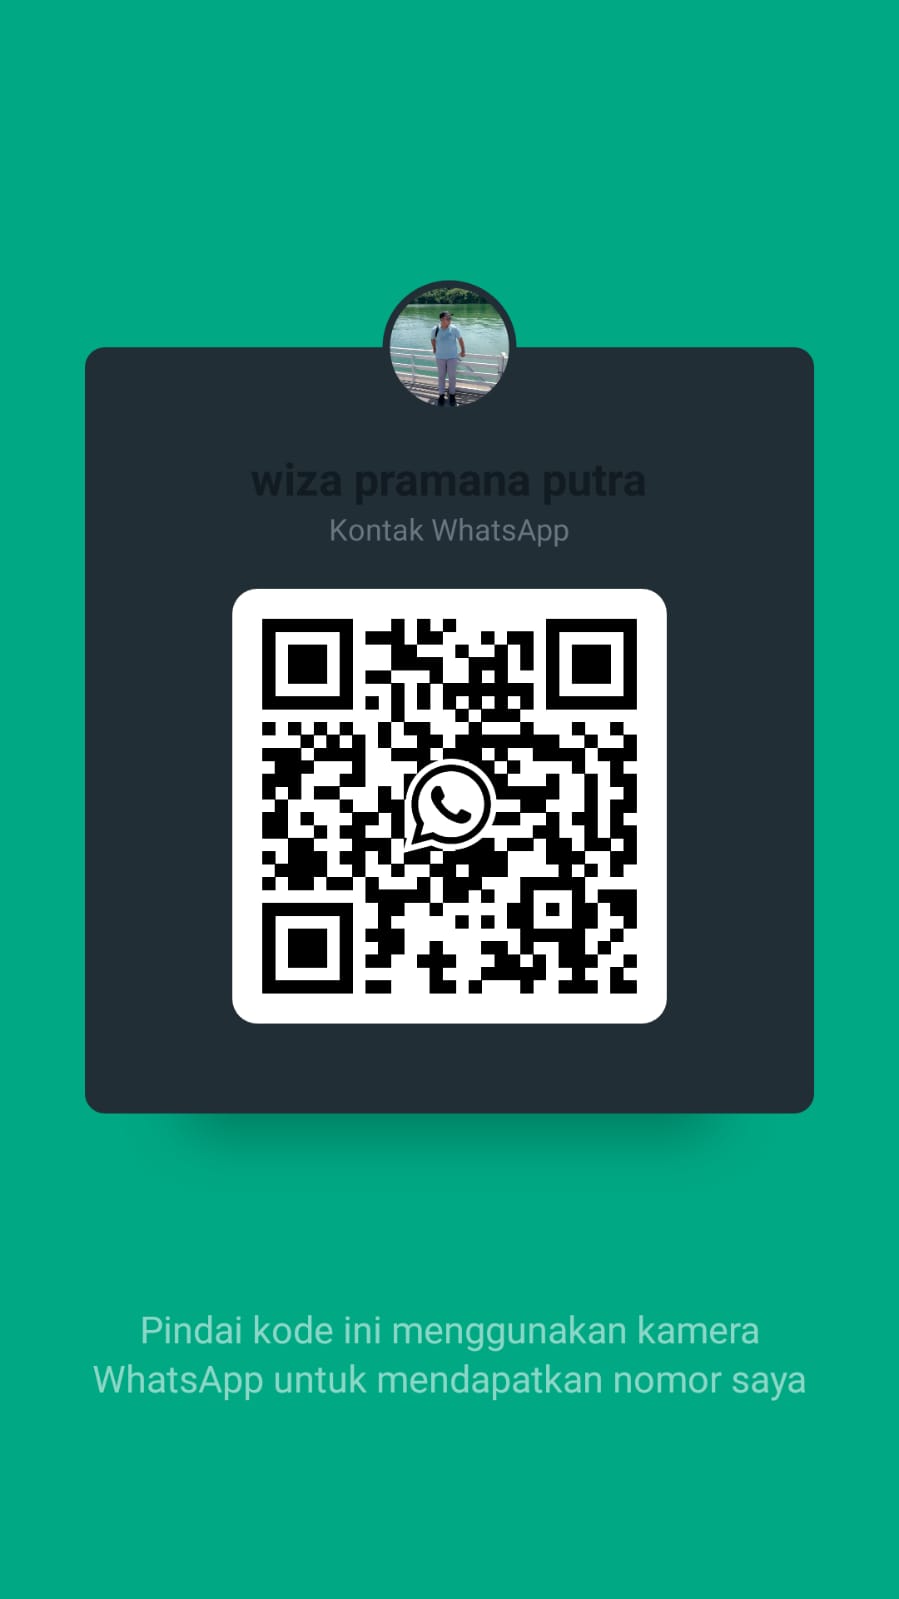 wiza pramana putra
Kontak WhatsApp
Pindai kode ini menggunakan kamera
WhatsApp untuk mendapatkan nomor saya